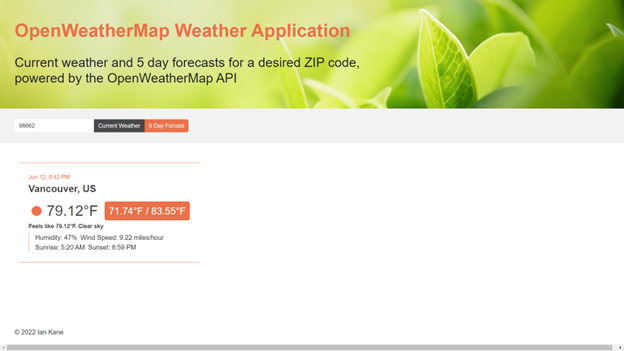 OpenWeatherMap Weather Application
Current weather and 5 day forecasts for a desired ZIP code,
powered by the OpenWeatherMap API
98662 Current Weather 5 Day Forcast
Jun 12, 8:42 PM
Vancouver, US
79.12°F 71.74°F / 83.55°F
Feels like 79.12°F. Clear sky
Humidity: 47% Wind Speed: 9.22 miles/hour
Sunrise: 5:20 AM Sunset: 8:59 PM
© 2022 Ian Kane